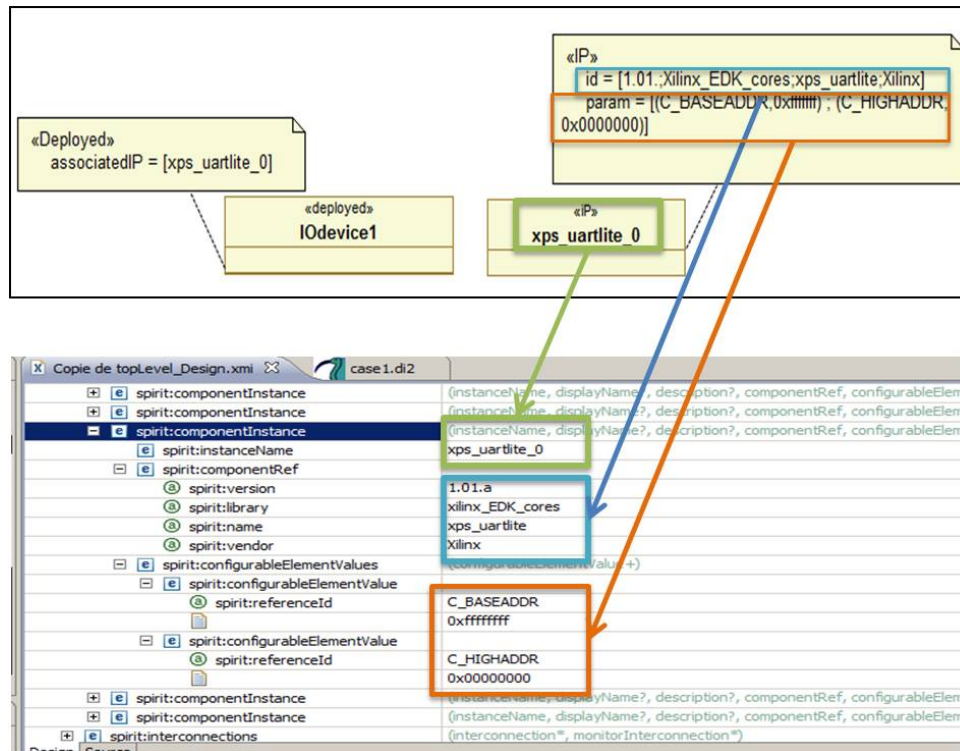 «IP»
id = [1.01.;Xilinx_EDK_cores;xps_uartlite;Xilinx]
param = [(C_BASEADDR,0xfffffff) ; (C_HIGHADDR,
0x0000000)]
«Deployed»
associatedIP = [xps_uartlite_0]
«deployed»
IOdevice1
«iP»
xps_uartlite_0
Copie de topLevel_Design.xmi case1.di2
spirit:componentInstance (instanceName, displayName?, description?, componentRef, configurableElem
spirit:componentInstance (instanceName, displayName?, description?, componentRef, configurableElem
spirit:componentInstance (instanceName, displayName?, description?, componentRef, configurableElem
spirit:instanceName xps_uartlite_0
spirit:componentRef
spirit:version 1.01.a
spirit:library xilinx_EDK_cores
spirit:name xps_uartlite
spirit:vendor Xilinx
spirit:configurableElementValues (configurableElementValue+)
spirit:configurableElementValue
spirit:referenceId C_BASEADDR
0xffffffff
spirit:configurableElementValue
spirit:referenceId C_HIGHADDR
0x00000000
spirit:componentInstance (instanceName, displayName?, description?, componentRef, configurableElem
spirit:componentInstance (instanceName, displayName?, description?, componentRef, configurableElem
spirit:interconnections (interconnection*, monitorInterconnection*)
Design Source